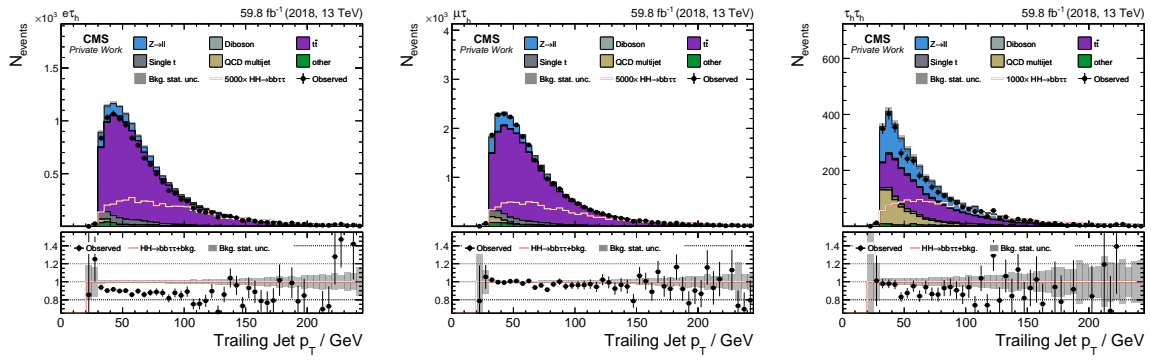 ×10³ eτh 59.8 fb⁻¹ (2018, 13 TeV)
N_events
CMS
Private Work
Z→ll Diboson tt̄
Single t QCD multijet other
Bkg. stat. unc. 5000× HH→bbττ Observed
1.5
1
0.5
Observed HH→bbττ+bkg. Bkg. stat. unc.
1.4
1.2
1
0.8
0 50 100 150 200
Trailing Jet p_T / GeV
×10³ μτh 59.8 fb⁻¹ (2018, 13 TeV)
N_events
CMS
Private Work
Z→ll Diboson tt̄
Single t QCD multijet other
Bkg. stat. unc. 5000× HH→bbττ Observed
4
3
2
1
Observed HH→bbττ+bkg. Bkg. stat. unc.
1.4
1.2
1
0.8
0 50 100 150 200
Trailing Jet p_T / GeV
τhτh 59.8 fb⁻¹ (2018, 13 TeV)
N_events
CMS
Private Work
Z→ll Diboson tt̄
Single t QCD multijet other
Bkg. stat. unc. 1000× HH→bbττ Observed
600
400
200
Observed HH→bbττ+bkg. Bkg. stat. unc.
1.4
1.2
1
0.8
0 50 100 150 200
Trailing Jet p_T / GeV